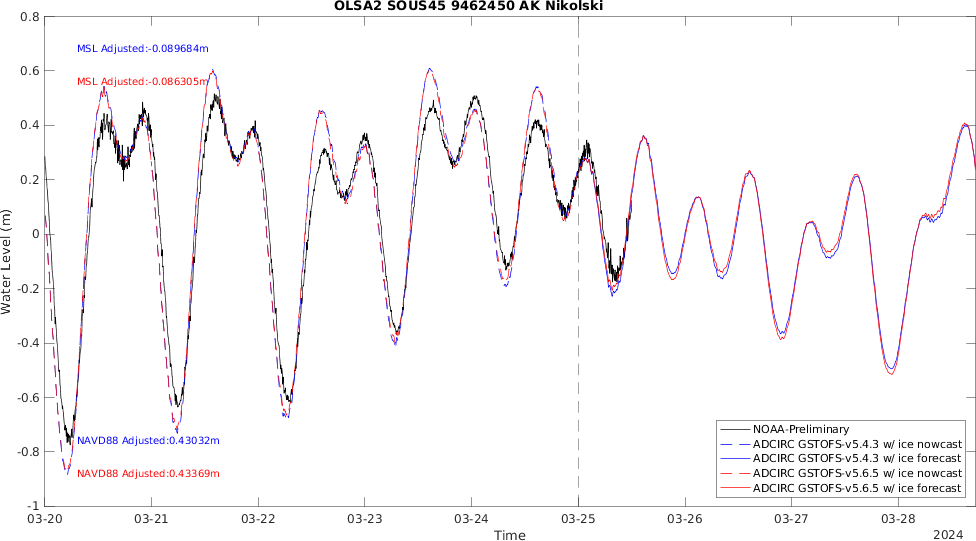 OLSA2 SOUS45 9462450 AK Nikolski
0.8
0.6
0.4
0.2
0
-0.2
-0.4
-0.6
-0.8
-1
Water Level (m)
MSL Adjusted:-0.089684m
MSL Adjusted:-0.086305m
NAVD88 Adjusted:0.43032m
NAVD88 Adjusted:0.43369m
NOAA-Preliminary
ADCIRC GSTOFS-v5.4.3 w/ ice nowcast
ADCIRC GSTOFS-v5.4.3 w/ ice forecast
ADCIRC GSTOFS-v5.6.5 w/ ice nowcast
ADCIRC GSTOFS-v5.6.5 w/ ice forecast
03-20 03-21 03-22 03-23 03-24 03-25 03-26 03-27 03-28
Time
2024